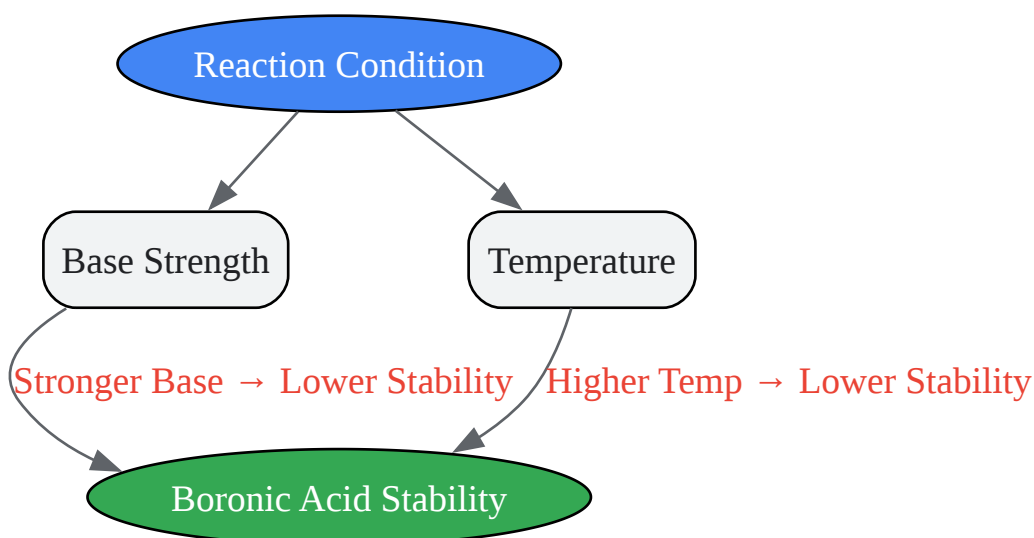 Reaction Condition
Base Strength
Temperature
Stronger Base → Lower Stability
Higher Temp → Lower Stability
Boronic Acid Stability